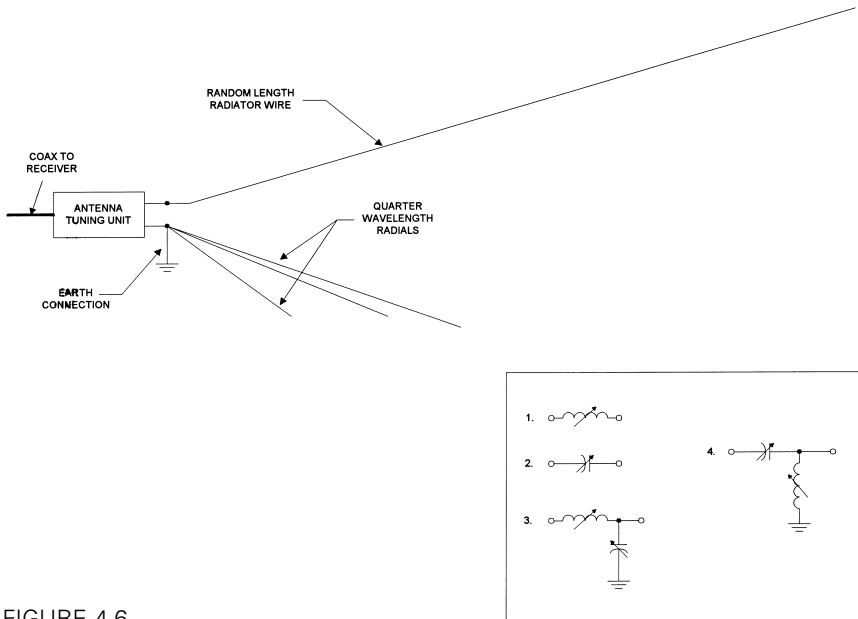 RANDOM LENGTH
RADIATOR WIRE
COAX TO
RECEIVER
ANTENNA
TUNING UNIT
QUARTER
WAVELENGTH
RADIALS
EARTH
CONNECTION
1.
2.
3.
4.
FIGURE 4.6